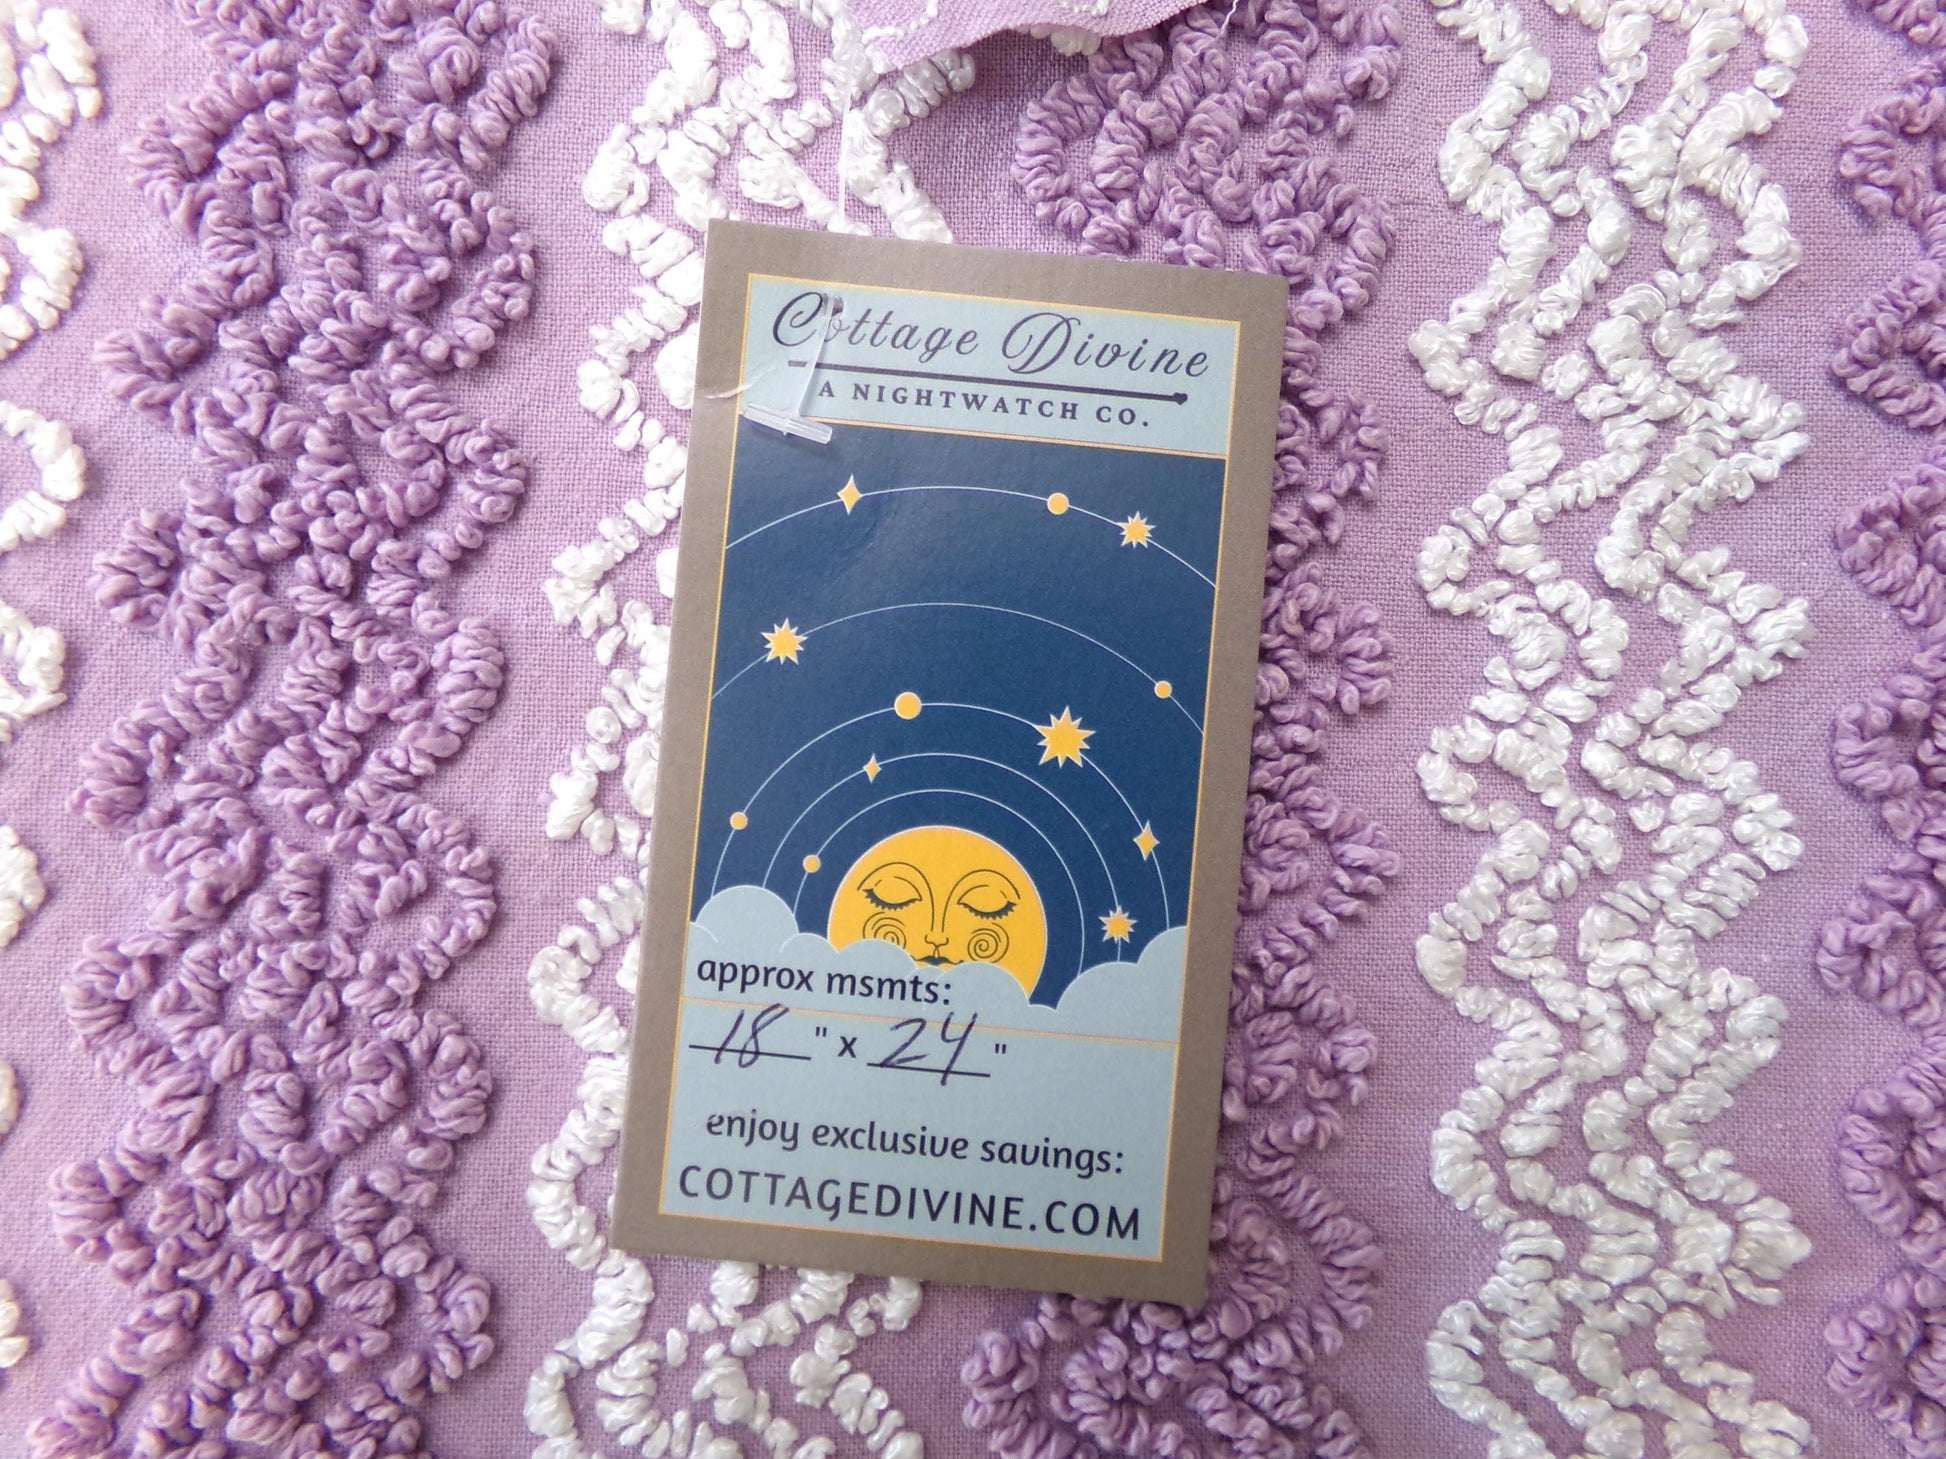 Cottage Divine
A NIGHTWATCH CO.
approx msmts:
18 " x 24 "
enjoy exclusive savings:
COTTAGEDIVINE.COM